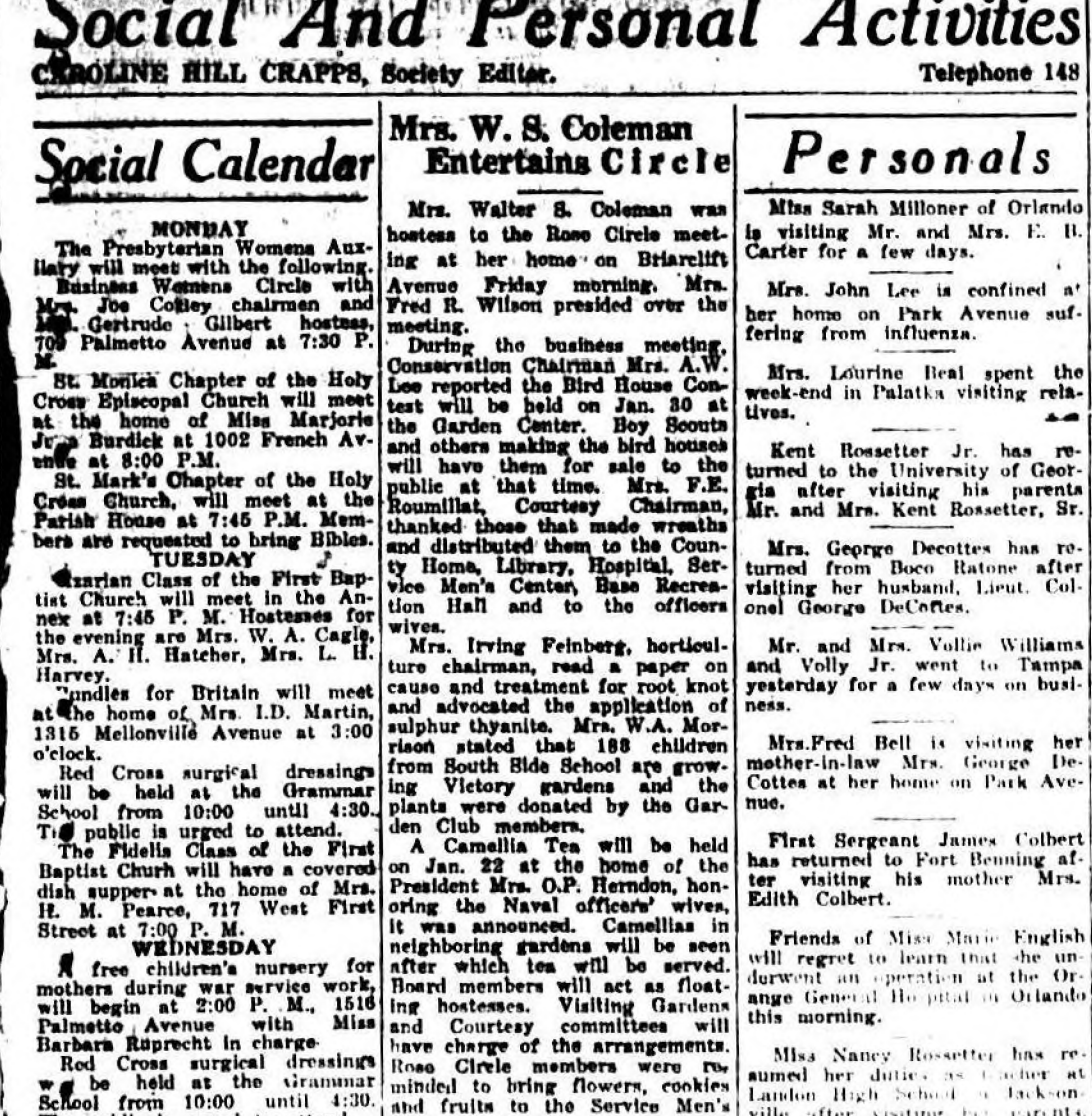 Social And Personal Activities
CAROLINE HILL CRAPPS, Society Editor.
Telephone 148
Social Calendar
MONDAY
The Presbyterian Womens Aux-
iliary will meet with the following.
Business Womens Circle with
Mrs. Joe Corley chairmen and
Gertrude Gilbert hostess,
709 Palmetto Avenue at 7:30 P.
M.
St. Monica Chapter of the Holy
Cross Episcopal Church will meet
at the home of Miss Marjorie
Burdick at 1002 French Av-
enue at 8:00 P.M.
St. Mark's Chapter of the Holy
Cross Church, will meet at the
Parish House at 7:45 P.M. Mem-
bers are requested to bring Bibles.
TUESDAY
Class of the First Bap-
tist Church will meet in the An-
nex at 7:45 P. M. Hostesses for
the evening are Mrs. W. A. Cagle,
Mrs. A. H. Hatcher, Mrs. L. H.
Harvey.
Bundles for Britain will meet
at the home of Mrs. I.D. Martin,
1315 Mellonville Avenue at 3:00
o'clock.
Red Cross surgical dressings
will be held at the Grammar
School from 10:00 until 4:30.
The public is urged to attend.
The Fidelis Class of the First
Baptist Churh will have a covered
dish supper at the home of Mrs.
H. M. Pearce, 717 West First
Street at 7:00 P. M.
WEDNESDAY
A free children's nursery for
mothers during war service work,
will begin at 2:00 P. M., 1516
Palmetto Avenue with Miss
Barbara Ruprecht in charge.
Red Cross surgical dressings
be held at the Grammar
School from 10:00 until 4:30.
Mrs. W. S. Coleman
Entertains Circle
Mrs. Walter S. Coleman was
hostess to the Rose Circle meet-
ing at her home on Briarclift
Avenue Friday morning. Mrs.
Fred R. Wilson presided over the
meeting.
During the business meeting,
Conservation Chairman Mrs. A.W.
Lee reported the Bird House Con-
test will be held on Jan. 30 at
the Garden Center. Boy Scouts
and others making the bird houses
will have them for sale to the
public at that time. Mrs. F.E.
Roumillat, Courtesy Chairman,
thanked those that made wreaths
and distributed them to the Coun-
ty Home, Library, Hospital, Ser-
vice Men's Center, Base Recrea-
tion Hall and to the officers
wives.
Mrs. Irving Feinberg, horticul-
ture chairman, read a paper on
cause and treatment for root knot
and advocated the application of
sulphur thyanite. Mrs. W.A. Mor-
rison stated that 188 children
from South Side School are grow-
ing Victory gardens and the
plants were donated by the Gar-
den Club members.
A Camellia Tea will be held
on Jan. 22 at the home of the
President Mrs. O.P. Herndon, hon-
oring the Naval officers' wives,
it was announced. Camellias in
neighboring gardens will be seen
after which tea will be served.
Board members will act as float-
ing hostesses. Visiting Gardens
and Courtesy committees will
have charge of the arrangements.
Rose Circle members were re-
minded to bring flowers, cookies
and fruits to the Service Men's
Personals
Miss Sarah Milloner of Orlando
is visiting Mr. and Mrs. E. B.
Carter for a few days.
Mrs. John Lee is confined at
her home on Park Avenue suf-
fering from influenza.
Mrs. Lourine Beal spent the
week-end in Palatka visiting rela-
tives.
Kent Rossetter Jr. has re-
turned to the University of Geor-
gia after visiting his parents
Mr. and Mrs. Kent Rossetter, Sr.
Mrs. George Decottes has re-
turned from Boco Ratone after
visiting her husband, Lieut. Col-
onel George DeCottes.
Mr. and Mrs. Vollie Williams
and Volly Jr. went to Tampa
yesterday for a few days on busi-
ness.
Mrs.Fred Bell is visiting her
mother-in-law Mrs. George De-
Cottes at her home on Park Ave-
nue.
First Sergeant James Colbert
has returned to Fort Benning af-
ter visiting his mother Mrs.
Edith Colbert.
Friends of Miss Marie English
will regret to learn that she un-
derwent an operation at the Or-
ange General Hospital in Orlando
this morning.
Miss Nancy Rossetter has re-
sumed her duties as teacher at
Landon High School Jackson-
ville after visiting her parents